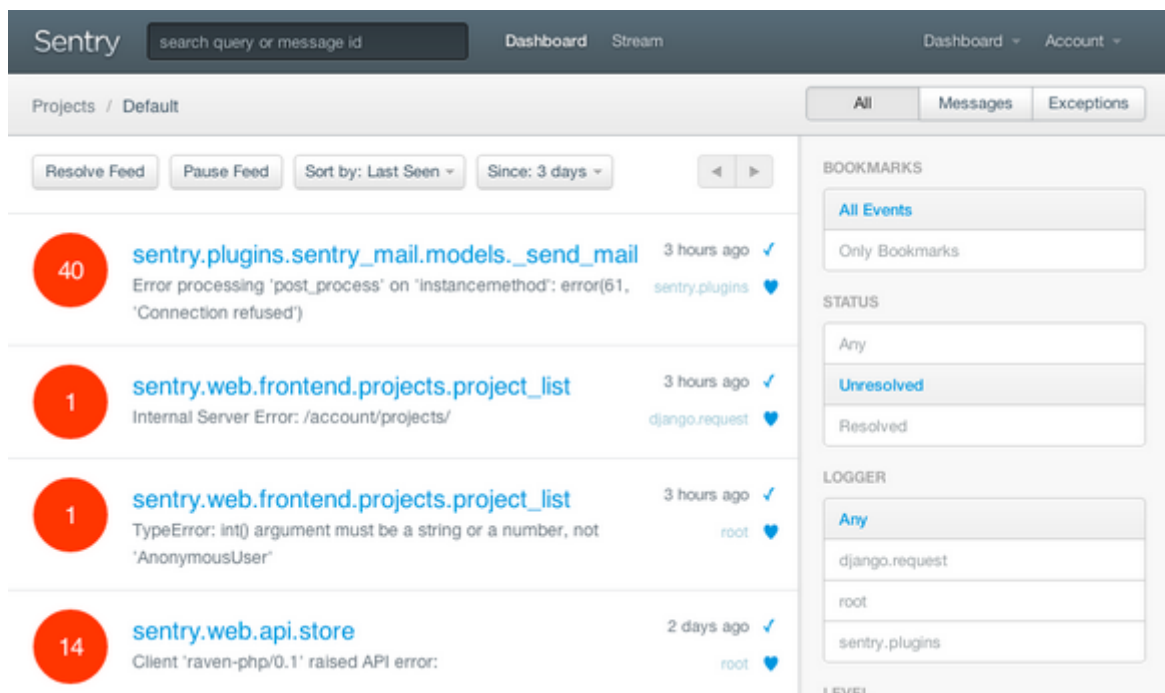 Sentry
search query or message id
Dashboard Stream
Dashboard Account
Projects / Default
All Messages Exceptions
Resolve Feed Pause Feed Sort by: Last Seen Since: 3 days
40
sentry.plugins.sentry_mail.models._send_mail
3 hours ago
Error processing 'post_process' on 'instancemethod': error(61,
'Connection refused')
sentry.plugins
1
sentry.web.frontend.projects.project_list
3 hours ago
Internal Server Error: /account/projects/
django.request
1
sentry.web.frontend.projects.project_list
3 hours ago
TypeError: int() argument must be a string or a number, not
'AnonymousUser'
root
14
sentry.web.api.store
2 days ago
Client 'raven-php/0.1' raised API error:
root
BOOKMARKS
All Events
Only Bookmarks
STATUS
Any
Unresolved
Resolved
LOGGER
Any
django.request
root
sentry.plugins
LEVEL